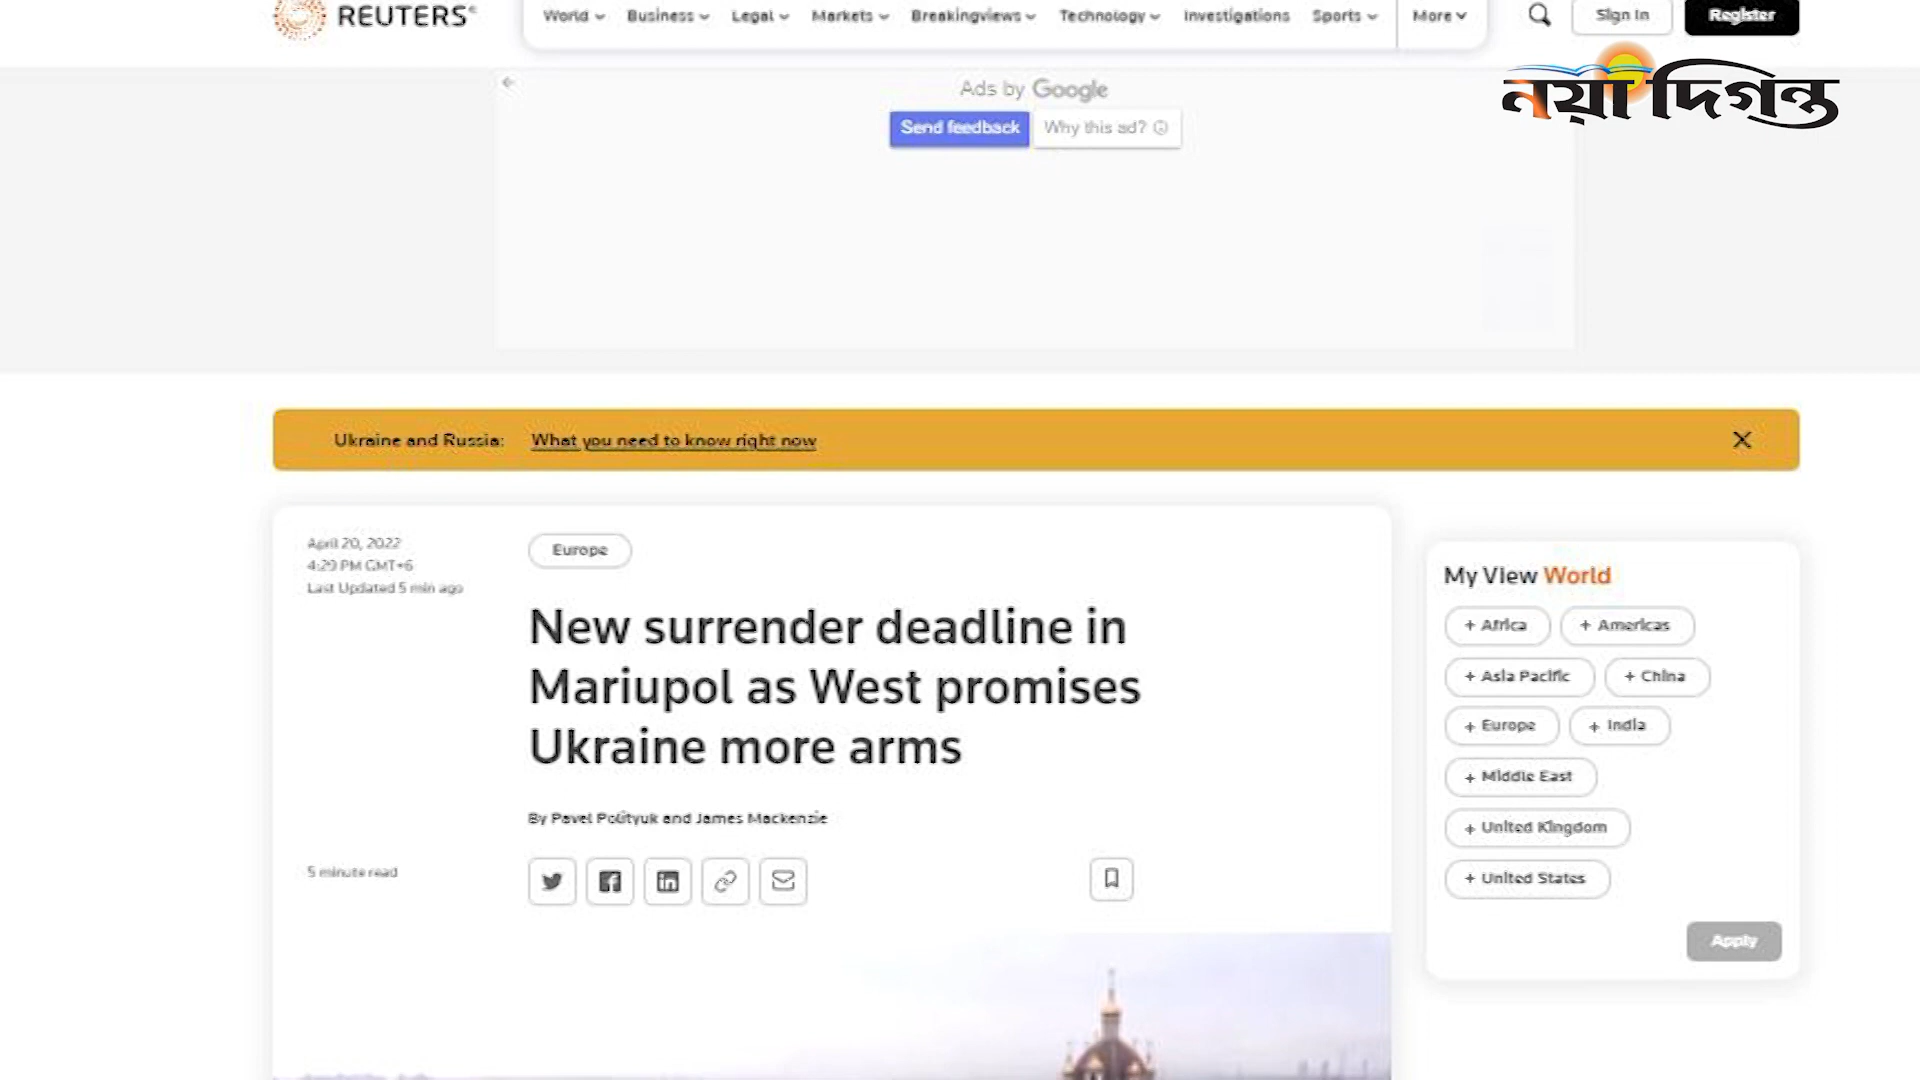 REUTERS
World Business Legal Markets Breakingviews Technology Investigations Sports More Sign In Register
নয়া দিগন্ত
Ads by Google
Send feedback Why this ad?
Ukraine and Russia: What you need to know right now
April 20, 2022
4:29 PM GMT+6
Last Updated 5 min ago
Europe
New surrender deadline in
Mariupol as West promises
Ukraine more arms
By Pavel Polityuk and James Mackenzie
5 minute read
My View World
+ Africa + Americas
+ Asia Pacific + China
+ Europe + India
+ Middle East
+ United Kingdom
+ United States
Apply